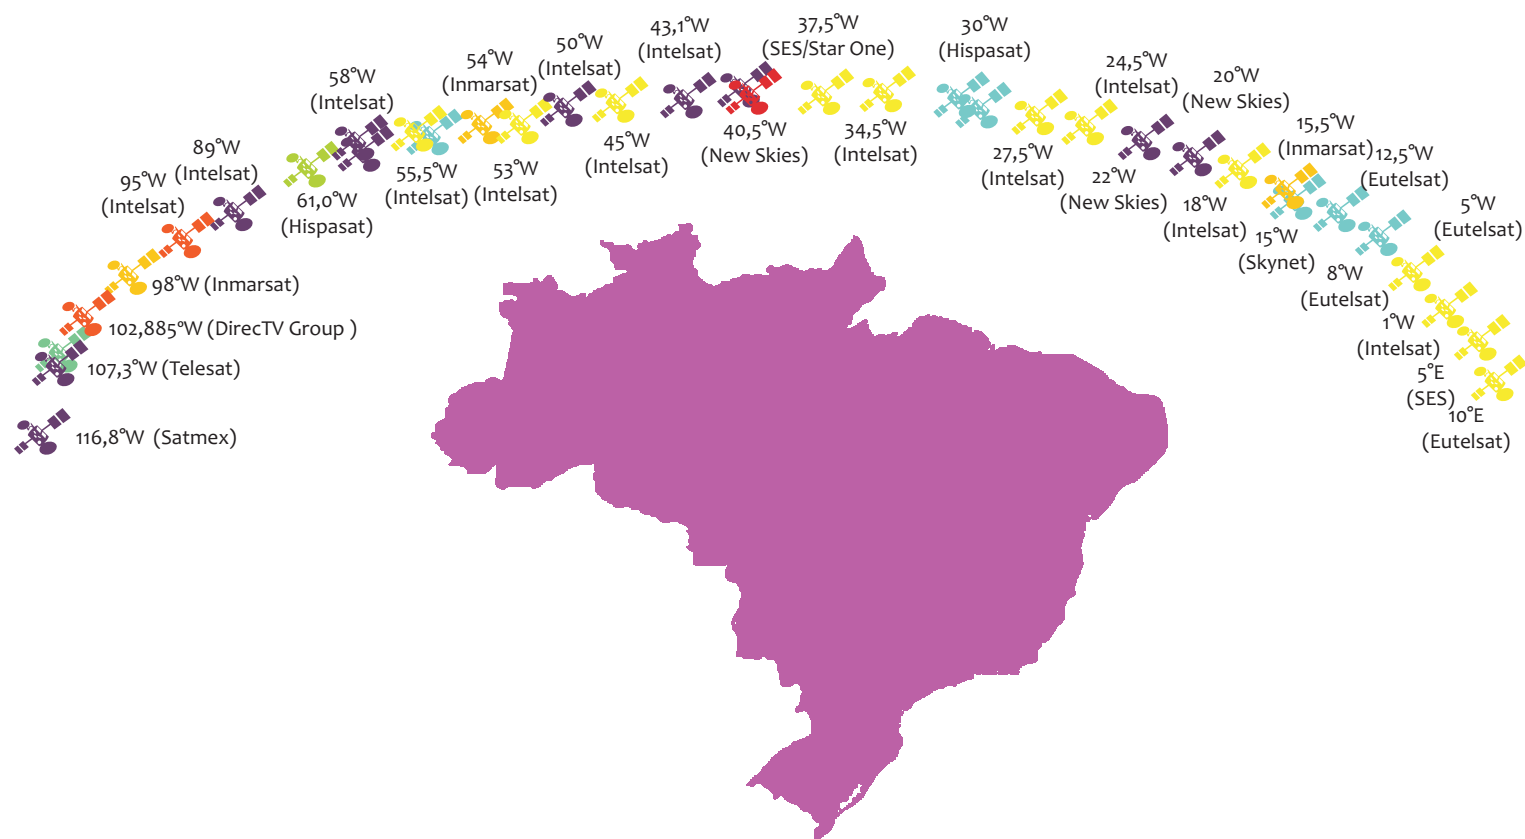 116,8°W (Satmex)
107,3°W (Telesat)
102,885°W (DirecTV Group )
98°W (Inmarsat)
95°W
(Intelsat)
89°W
(Intelsat)
61,0°W
(Hispasat)
58°W
(Intelsat)
55,5°W
(Intelsat)
54°W
(Inmarsat)
53°W
(Intelsat)
50°W
(Intelsat)
45°W
(Intelsat)
43,1°W
(Intelsat)
40,5°W
(New Skies)
37,5°W
(SES/Star One)
34,5°W
(Intelsat)
30°W
(Hispasat)
27,5°W
(Intelsat)
24,5°W
(Intelsat)
22°W
(New Skies)
20°W
(New Skies)
18°W
(Intelsat)
15,5°W
(Inmarsat)
15°W
(Skynet)
12,5°W
(Eutelsat)
8°W
(Eutelsat)
5°W
(Eutelsat)
1°W
(Intelsat)
5°E
(SES)
10°E
(Eutelsat)